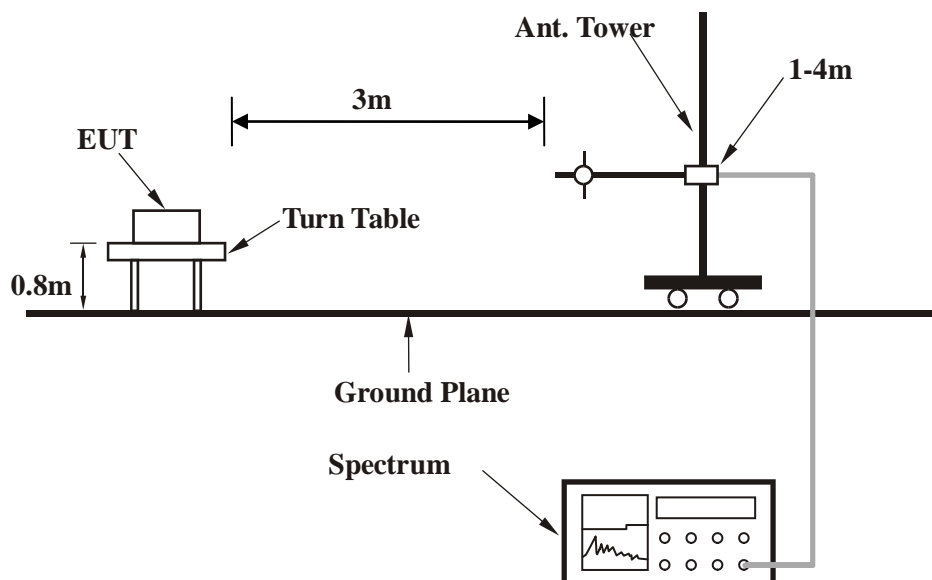 Ant. Tower
1-4m
3m
EUT
Turn Table
0.8m
Ground Plane
Spectrum